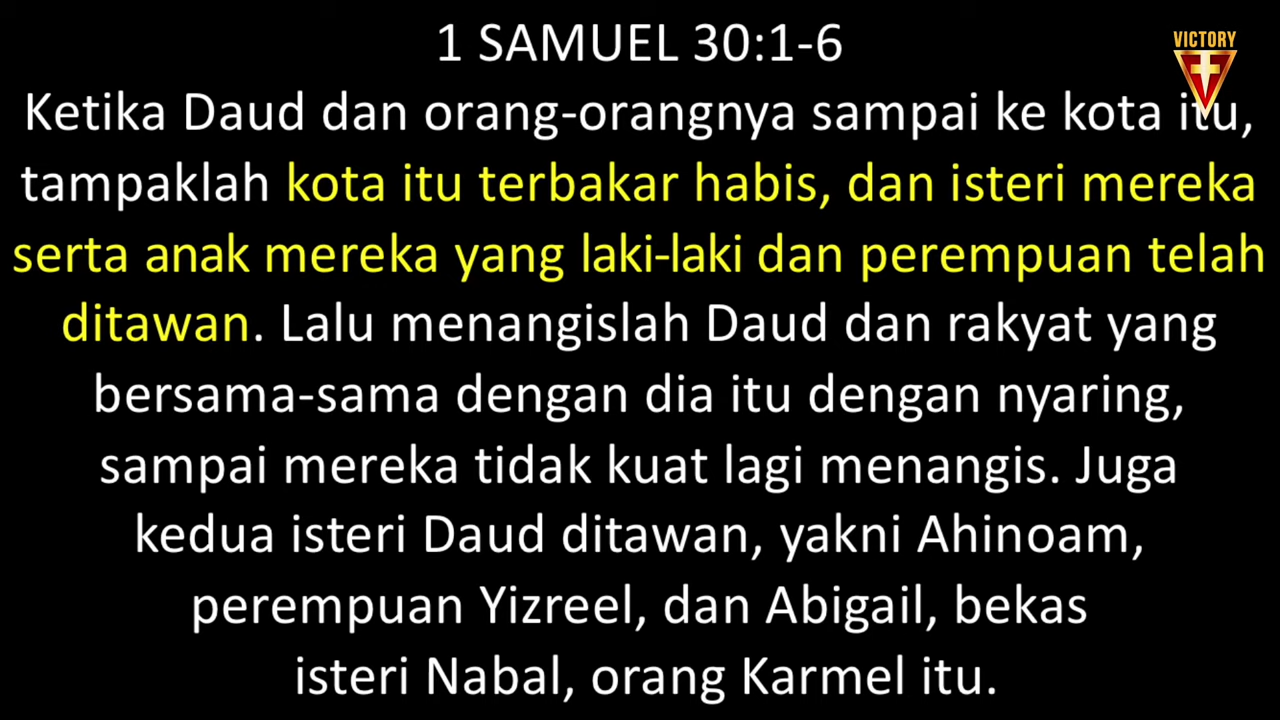 1 SAMUEL 30:1-6
VICTORY
Ketika Daud dan orang-orangnya sampai ke kota itu,
tampaklah kota itu terbakar habis, dan isteri mereka
serta anak mereka yang laki-laki dan perempuan telah
ditawan. Lalu menangislah Daud dan rakyat yang
bersama-sama dengan dia itu dengan nyaring,
sampai mereka tidak kuat lagi menangis. Juga
kedua isteri Daud ditawan, yakni Ahinoam,
perempuan Yizreel, dan Abigail, bekas
isteri Nabal, orang Karmel itu.